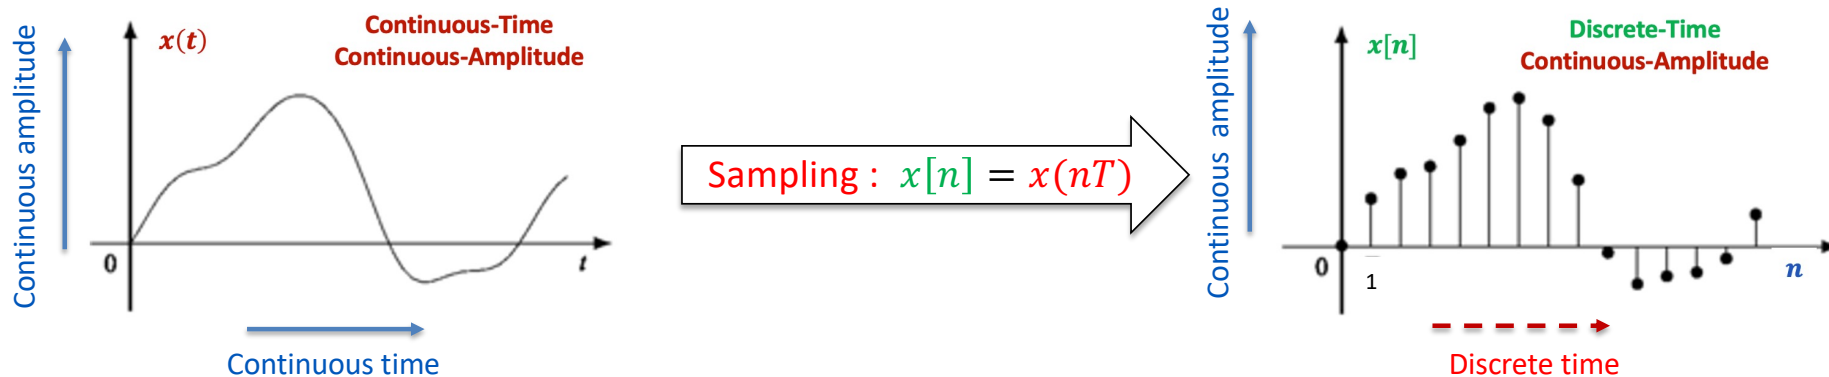 Continuous amplitude
x(t)
Continuous-Time
Continuous-Amplitude
0
t
Continuous time
Sampling : x[n] = x(nT)
Continuous amplitude
x[n]
Discrete-Time
Continuous-Amplitude
0
1
n
Discrete time